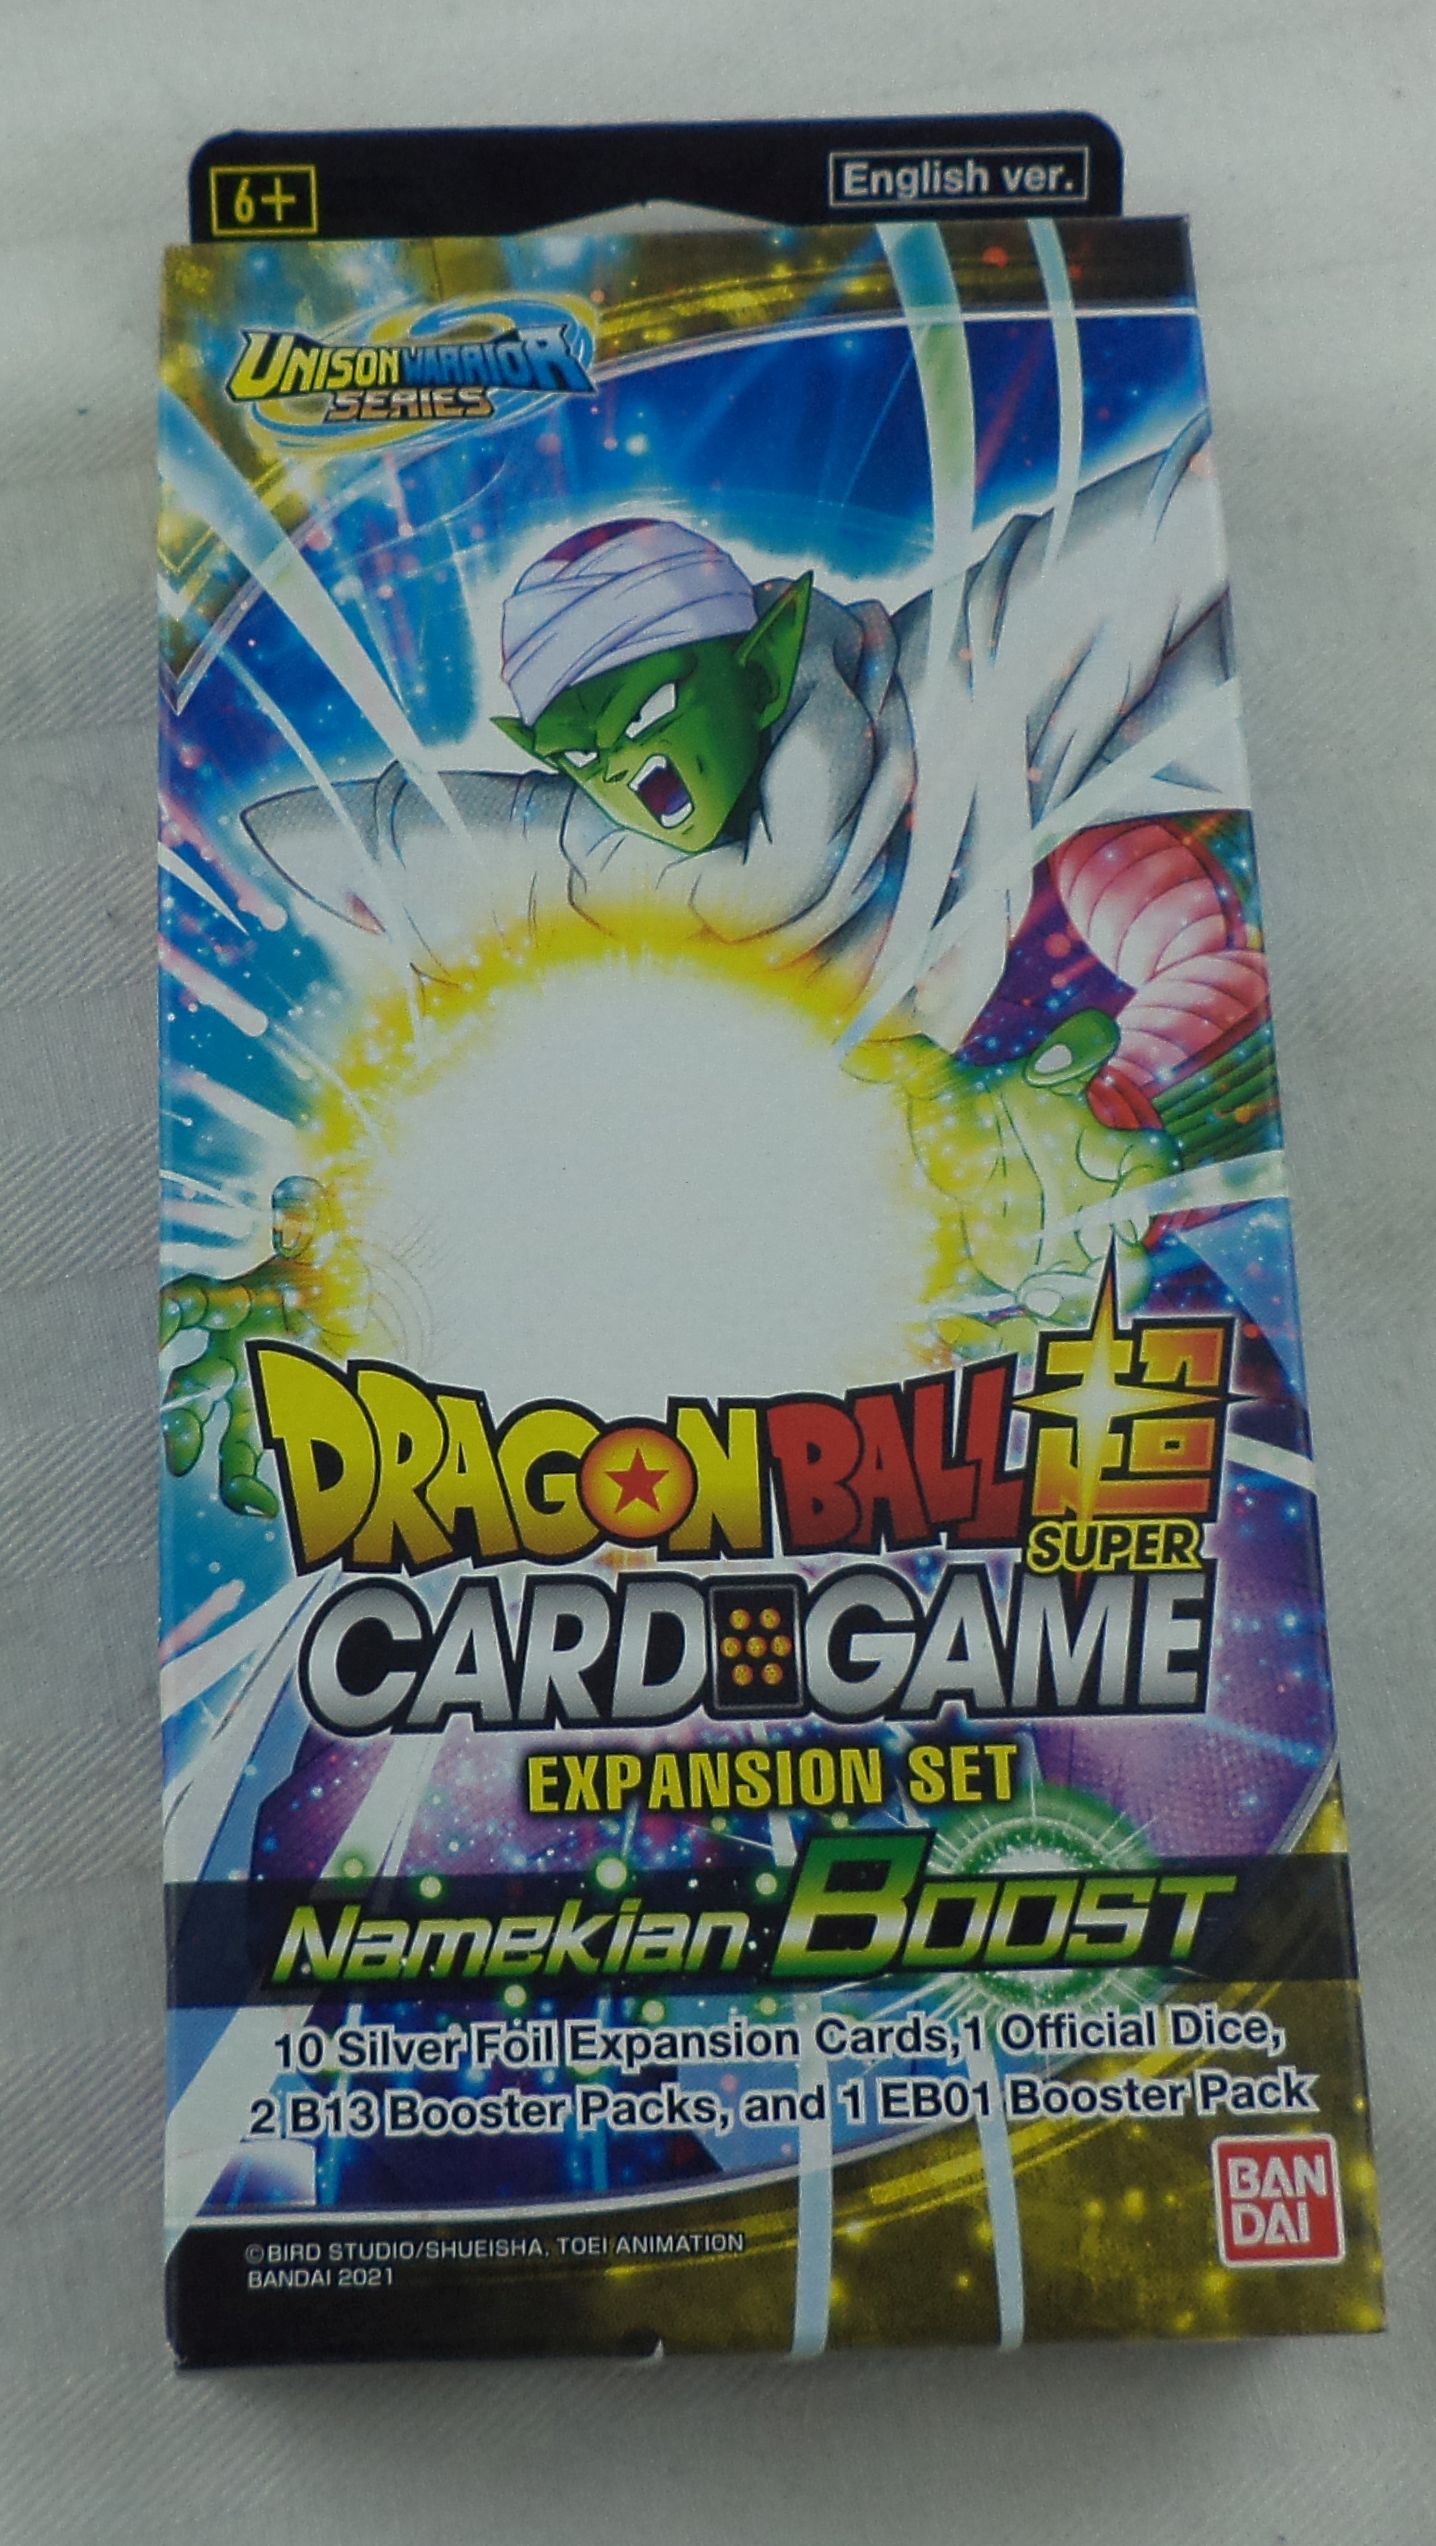 6+
English ver.
UNISON WARRIOR
SERIES
DRAGON BALL 超
SUPER
CARD GAME
EXPANSION SET
Namekian BOOST
10 Silver Foil Expansion Cards,1 Official Dice,
2 B13 Booster Packs, and 1 EB01 Booster Pack
BAN
DAI
©BIRD STUDIO/SHUEISHA, TOEI ANIMATION
BANDAI 2021